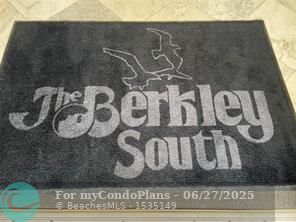 The Berkley
South
For myCondoPlans - 06/27/2025
© BeachesMLS - 1535149